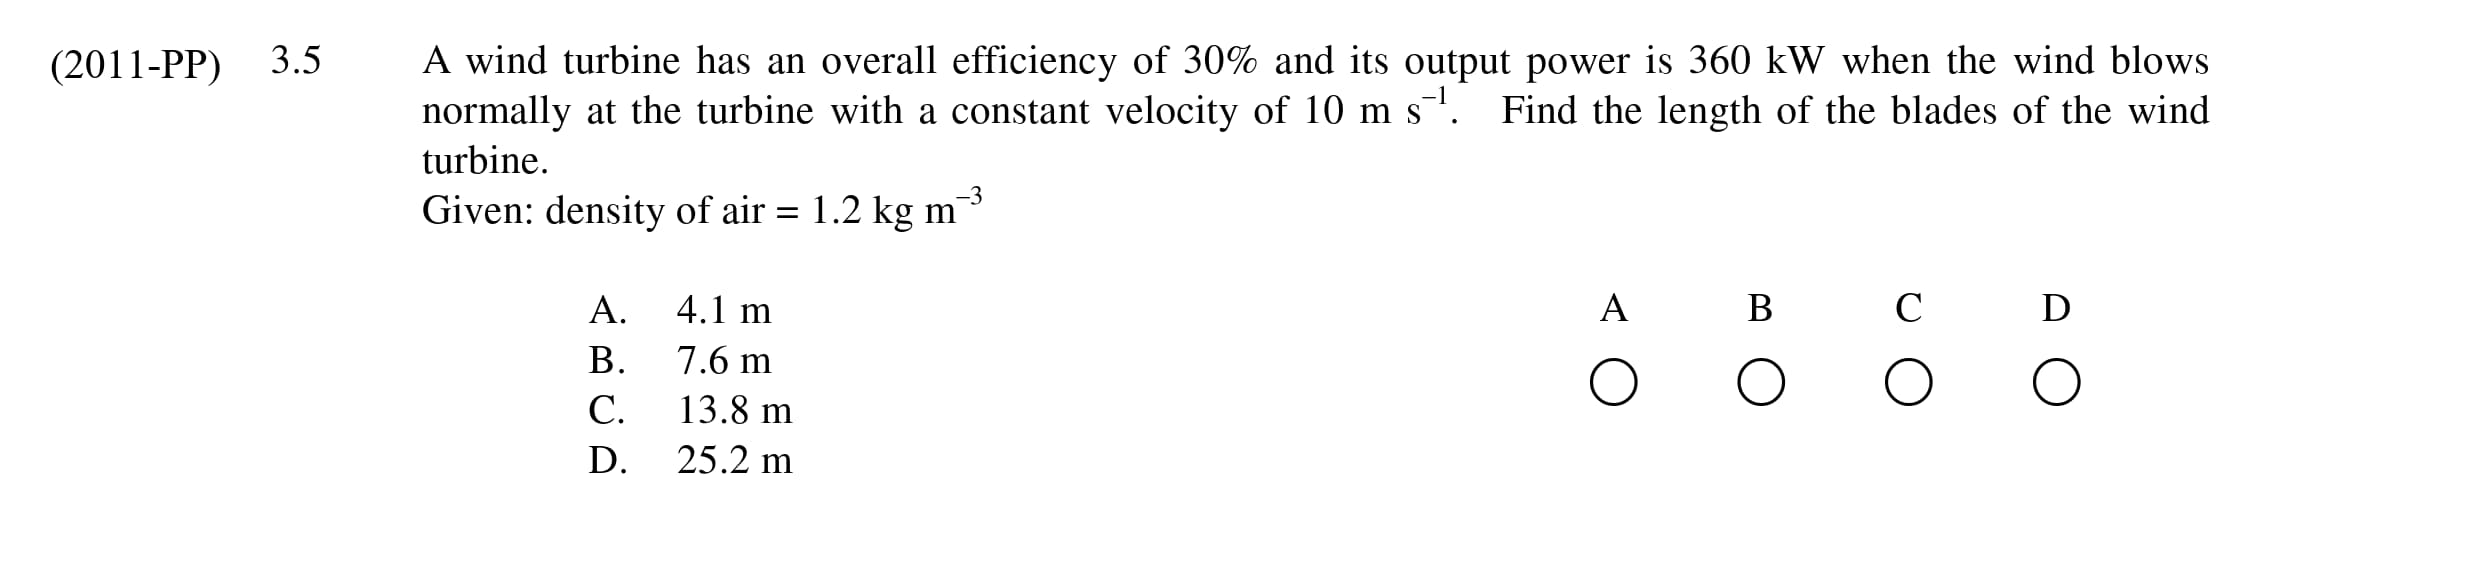 (2011-PP) 3.5 A wind turbine has an overall efficiency of 30% and its output power is 360 kW when the wind blows
normally at the turbine with a constant velocity of 10 m s⁻¹. Find the length of the blades of the wind
turbine.
Given: density of air = 1.2 kg m⁻³
A. 4.1 m A B C D
B. 7.6 m
C. 13.8 m
D. 25.2 m